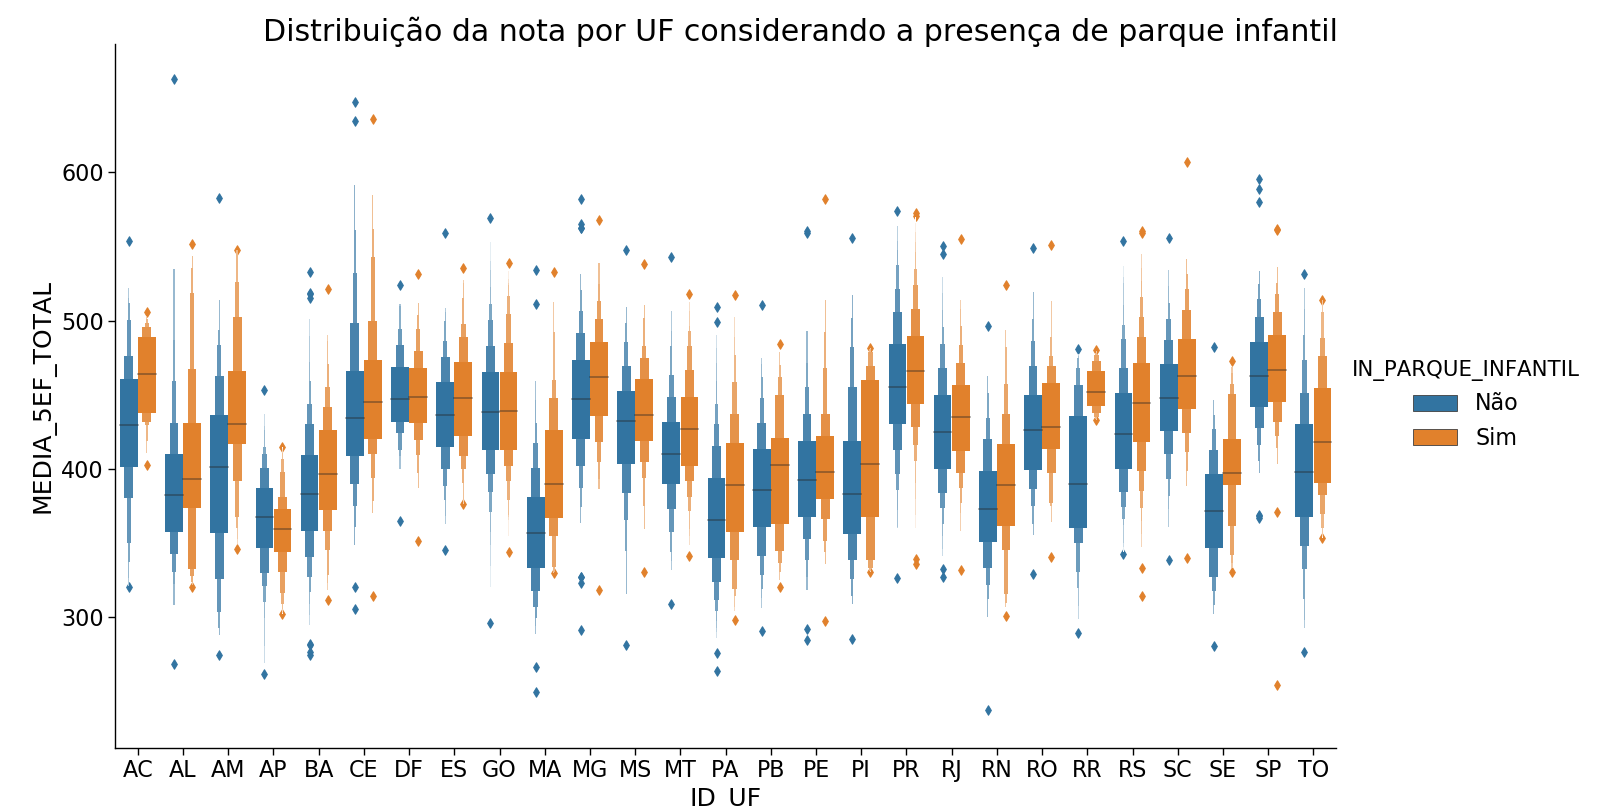 Distribuição da nota por UF considerando a presença de parque infantil
MEDIA_5EF_TOTAL
600
500
400
300
AC AL AM AP BA CE DF ES GO MA MG MS MT PA PB PE PI PR RJ RN RO RR RS SC SE SP TO
ID_UF
IN_PARQUE_INFANTIL
Não
Sim